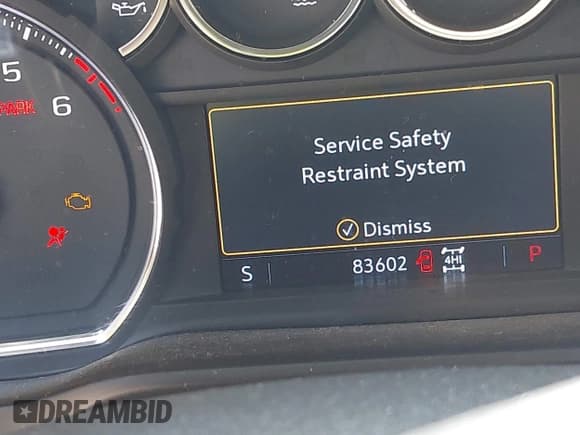 5
PARK
6
Service Safety
Restraint System
Dismiss
S 83602 4HI P
DREAMBID